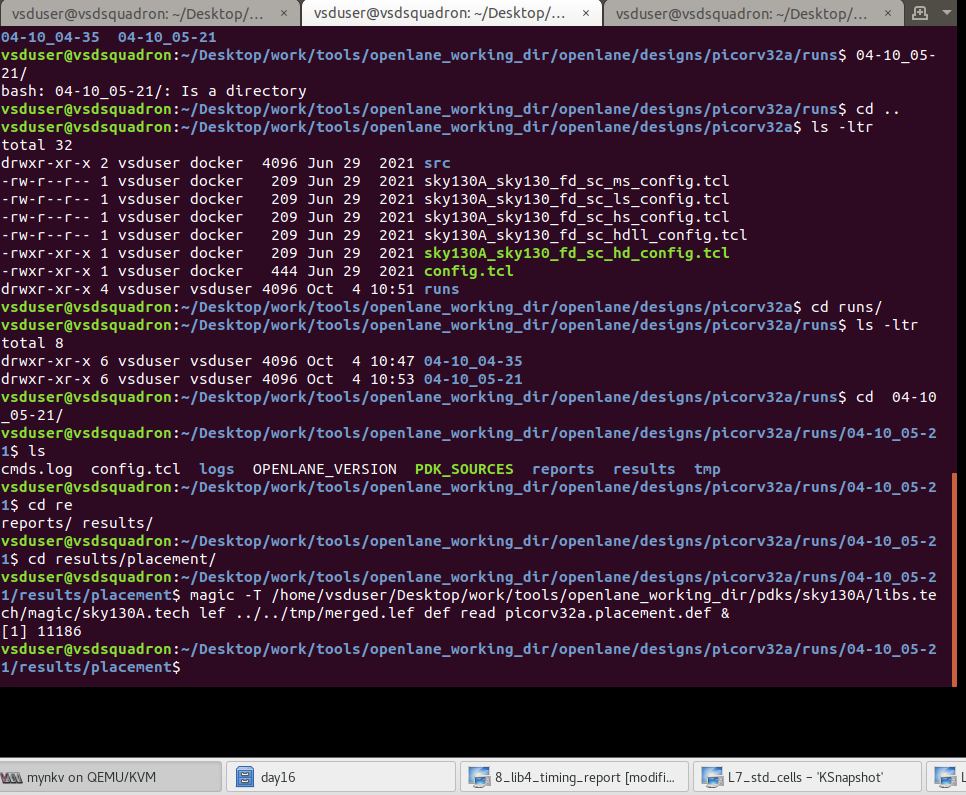 vsduser@vsdsquadron: ~/Desktop/... × vsduser@vsdsquadron: ~/Desktop/... × vsduser@vsdsquadron: ~/Desktop/... ×
04-10_04-35  04-10_05-21
vsduser@vsdsquadron:~/Desktop/work/tools/openlane_working_dir/openlane/designs/picorv32a/runs$ 04-10_05-
21/
bash: 04-10_05-21/: Is a directory
vsduser@vsdsquadron:~/Desktop/work/tools/openlane_working_dir/openlane/designs/picorv32a/runs$ cd ..
vsduser@vsdsquadron:~/Desktop/work/tools/openlane_working_dir/openlane/designs/picorv32a$ ls -ltr
total 32
drwxr-xr-x 2 vsduser docker  4096 Jun 29  2021 src
-rw-r--r-- 1 vsduser docker   209 Jun 29  2021 sky130A_sky130_fd_sc_ms_config.tcl
-rw-r--r-- 1 vsduser docker   209 Jun 29  2021 sky130A_sky130_fd_sc_ls_config.tcl
-rw-r--r-- 1 vsduser docker   209 Jun 29  2021 sky130A_sky130_fd_sc_hs_config.tcl
-rw-r--r-- 1 vsduser docker   209 Jun 29  2021 sky130A_sky130_fd_sc_hdll_config.tcl
-rwxr-xr-x 1 vsduser docker   209 Jun 29  2021 sky130A_sky130_fd_sc_hd_config.tcl
-rwxr-xr-x 1 vsduser docker   444 Jun 29  2021 config.tcl
drwxr-xr-x 4 vsduser vsduser 4096 Oct  4 10:51 runs
vsduser@vsdsquadron:~/Desktop/work/tools/openlane_working_dir/openlane/designs/picorv32a$ cd runs/
vsduser@vsdsquadron:~/Desktop/work/tools/openlane_working_dir/openlane/designs/picorv32a/runs$ ls -ltr
total 8
drwxr-xr-x 6 vsduser vsduser 4096 Oct  4 10:47 04-10_04-35
drwxr-xr-x 6 vsduser vsduser 4096 Oct  4 10:53 04-10_05-21
vsduser@vsdsquadron:~/Desktop/work/tools/openlane_working_dir/openlane/designs/picorv32a/runs$ cd  04-10
_05-21/
vsduser@vsdsquadron:~/Desktop/work/tools/openlane_working_dir/openlane/designs/picorv32a/runs/04-10_05-2
1$ ls
cmds.log  config.tcl  logs  OPENLANE_VERSION  PDK_SOURCES  reports  results  tmp
vsduser@vsdsquadron:~/Desktop/work/tools/openlane_working_dir/openlane/designs/picorv32a/runs/04-10_05-2
1$ cd re
reports/ results/
vsduser@vsdsquadron:~/Desktop/work/tools/openlane_working_dir/openlane/designs/picorv32a/runs/04-10_05-2
1$ cd results/placement/
vsduser@vsdsquadron:~/Desktop/work/tools/openlane_working_dir/openlane/designs/picorv32a/runs/04-10_05-2
1/results/placement$ magic -T /home/vsduser/Desktop/work/tools/openlane_working_dir/pdks/sky130A/libs.te
ch/magic/sky130A.tech lef ../../tmp/merged.lef def read picorv32a.placement.def &
[1] 11186
vsduser@vsdsquadron:~/Desktop/work/tools/openlane_working_dir/openlane/designs/picorv32a/runs/04-10_05-2
1/results/placement$
mynkv on QEMU/KVM day16 8_lib4_timing_report [modifi... L7_std_cells – 'KSnapshot'